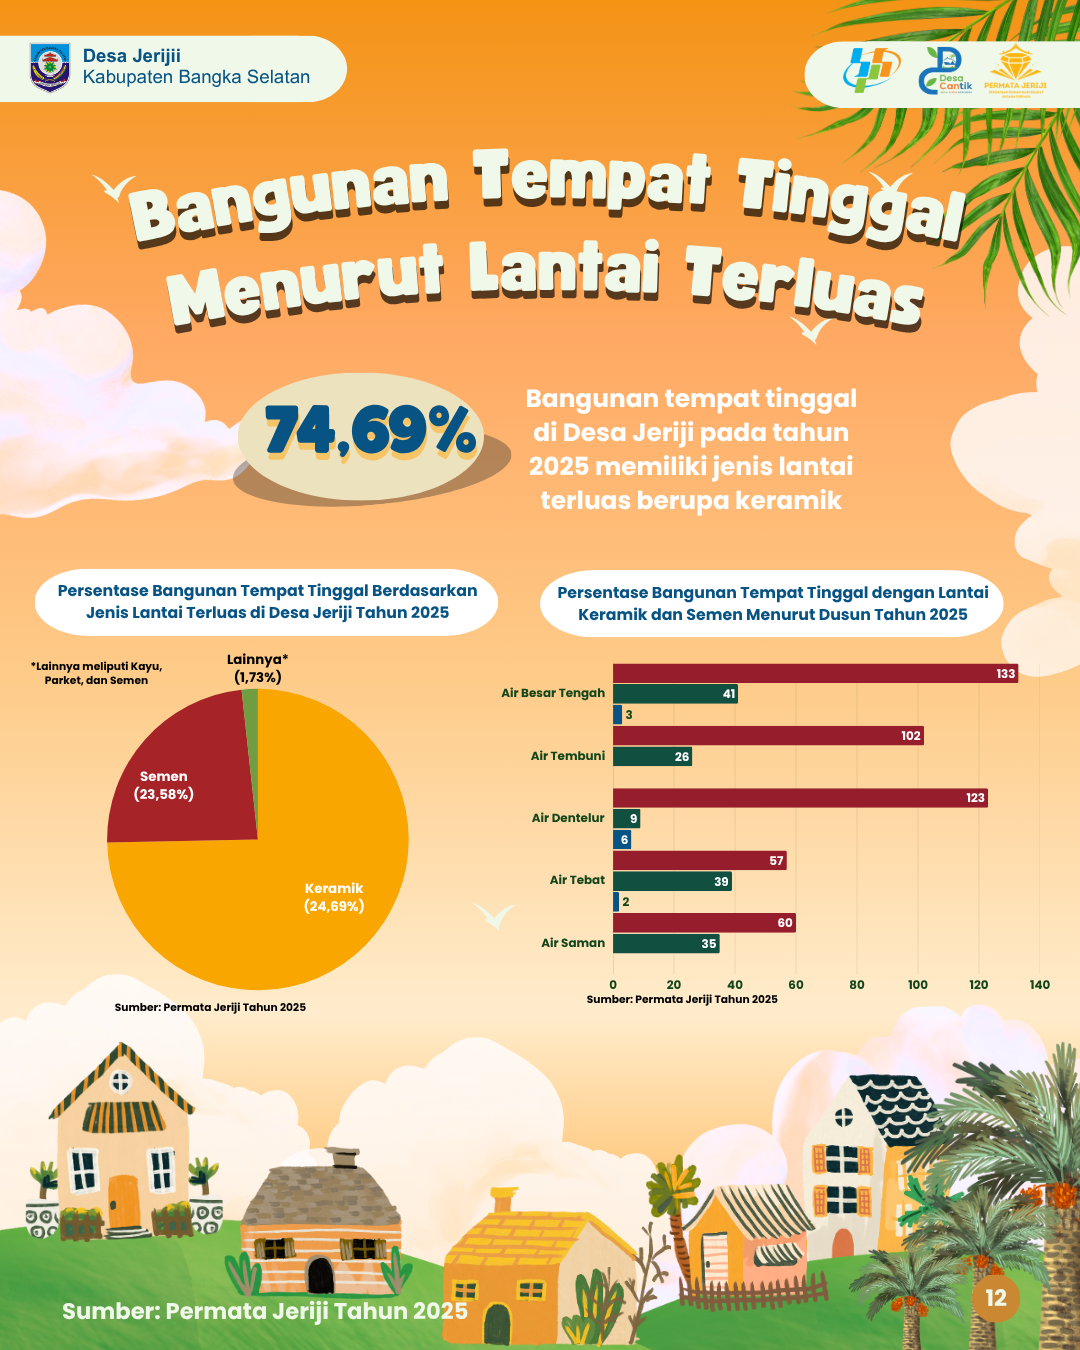 Desa Jerijii
Kabupaten Bangka Selatan
Desa
Cantik
PERMATA JERIJI
Bangunan Tempat Tinggal
Menurut Lantai Terluas
74,69%
Bangunan tempat tinggal
di Desa Jeriji pada tahun
2025 memiliki jenis lantai
terluas berupa keramik
Persentase Bangunan Tempat Tinggal Berdasarkan
Jenis Lantai Terluas di Desa Jeriji Tahun 2025
*Lainnya meliputi Kayu,
Parket, dan Semen
Lainnya*
(1,73%)
Semen
(23,58%)
Keramik
(24,69%)
Sumber: Permata Jeriji Tahun 2025
Persentase Bangunan Tempat Tinggal dengan Lantai
Keramik dan Semen Menurut Dusun Tahun 2025
133
Air Besar Tengah
41
3
102
Air Tembuni
26
123
Air Dentelur
9
6
57
Air Tebat
39
2
60
Air Saman
35
0 20 40 60 80 100 120 140
Sumber: Permata Jeriji Tahun 2025
Sumber: Permata Jeriji Tahun 2025
12